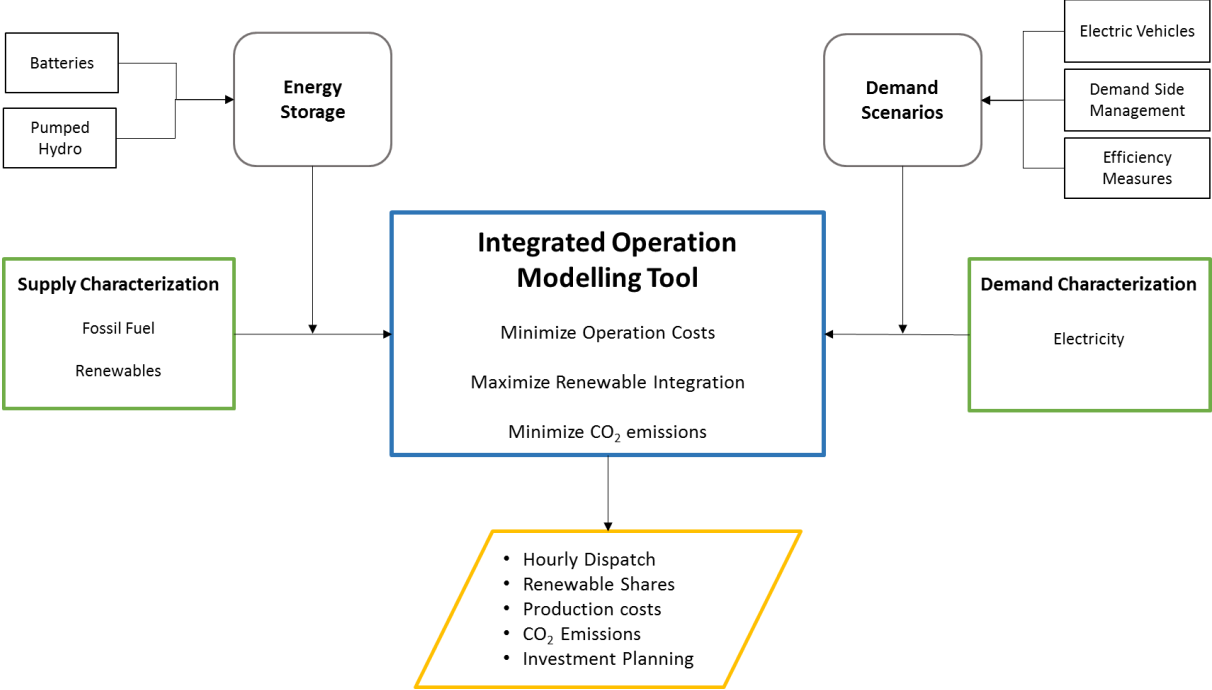 Batteries
Pumped
Hydro
Energy
Storage
Demand
Scenarios
Electric Vehicles
Demand Side
Management
Efficiency
Measures
Supply Characterization
Fossil Fuel
Renewables
Integrated Operation
Modelling Tool
Minimize Operation Costs
Maximize Renewable Integration
Minimize CO₂ emissions
Demand Characterization
Electricity
• Hourly Dispatch
• Renewable Shares
• Production costs
• CO₂ Emissions
• Investment Planning